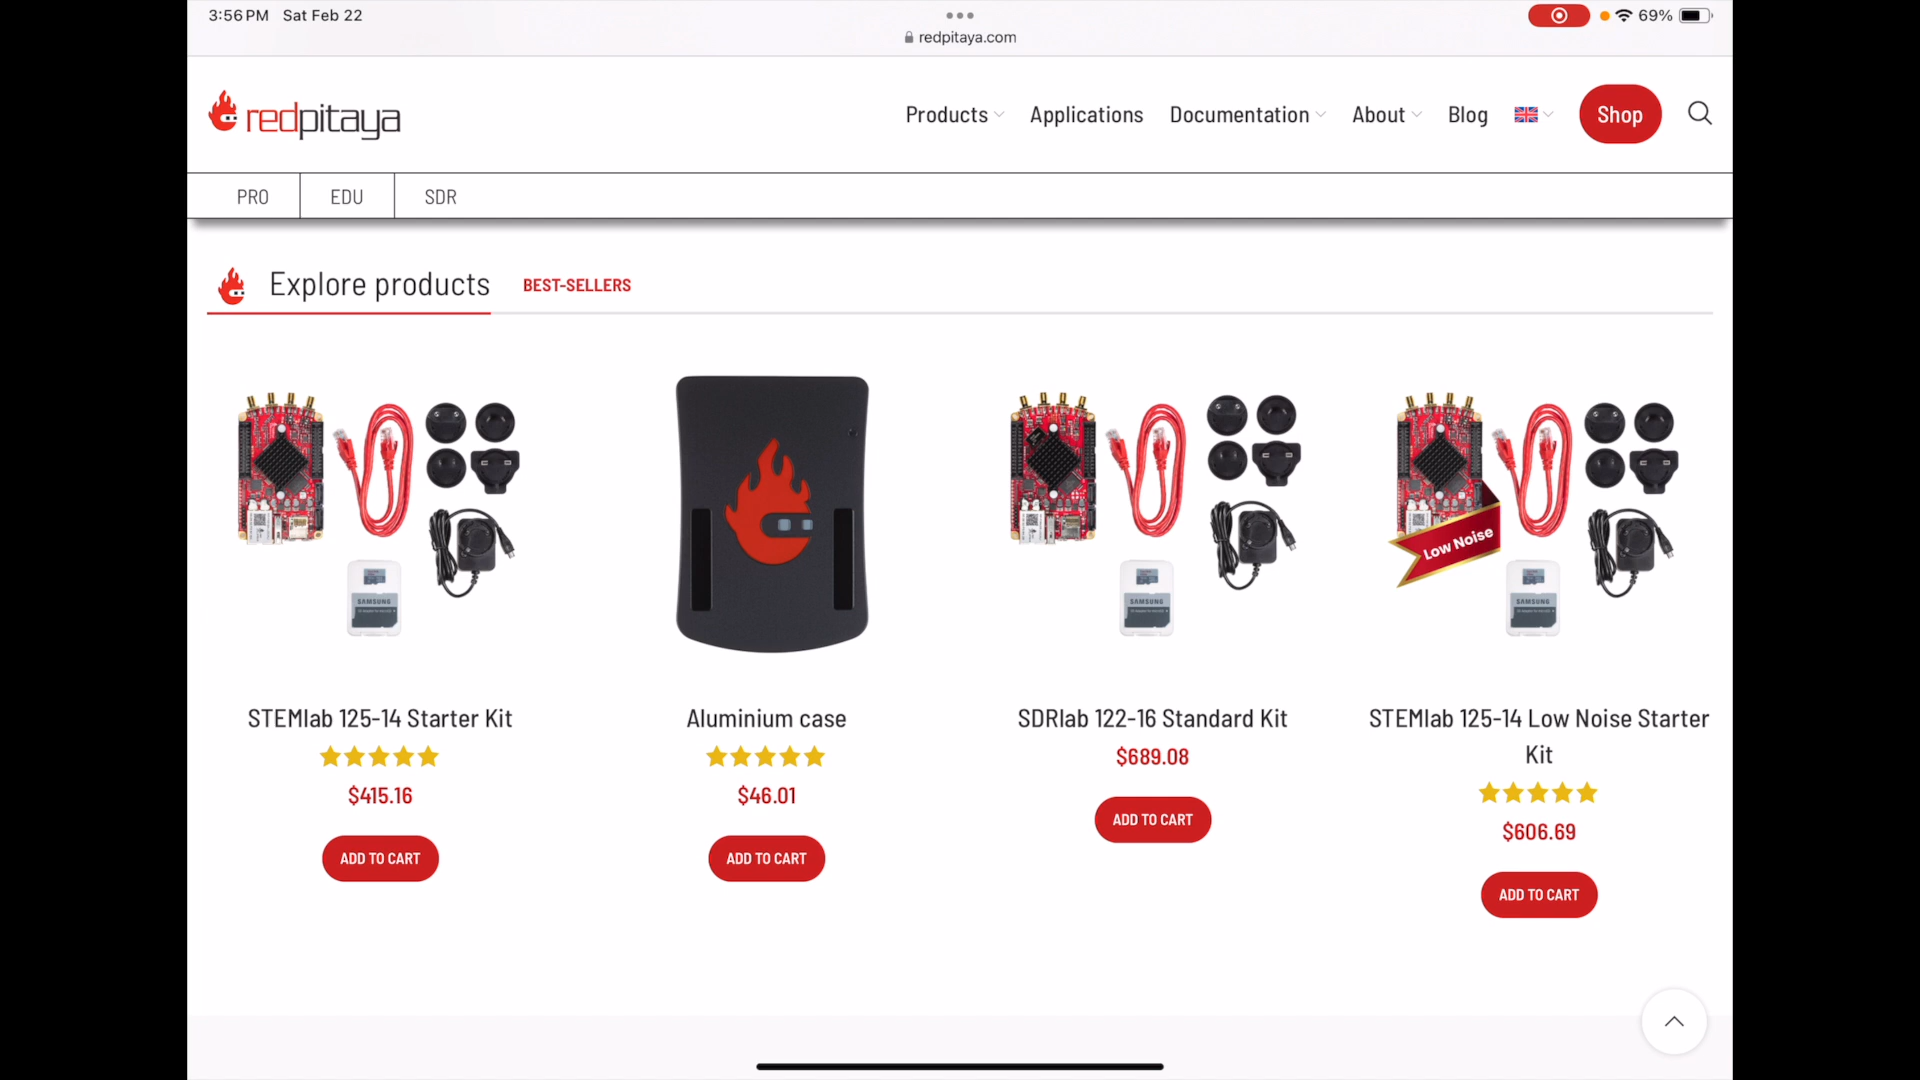 3:56 PM Sat Feb 22
69%
redpitaya.com
redpitaya
Products
Applications
Documentation
About
Blog
Shop
PRO
EDU
SDR
Explore products
BEST-SELLERS
SAMSUNG
SAMSUNG
Low Noise
SAMSUNG
STEMlab 125-14 Starter Kit
$415.16
ADD TO CART
Aluminium case
$46.01
ADD TO CART
SDRlab 122-16 Standard Kit
$689.08
ADD TO CART
STEMlab 125-14 Low Noise Starter
Kit
$606.69
ADD TO CART